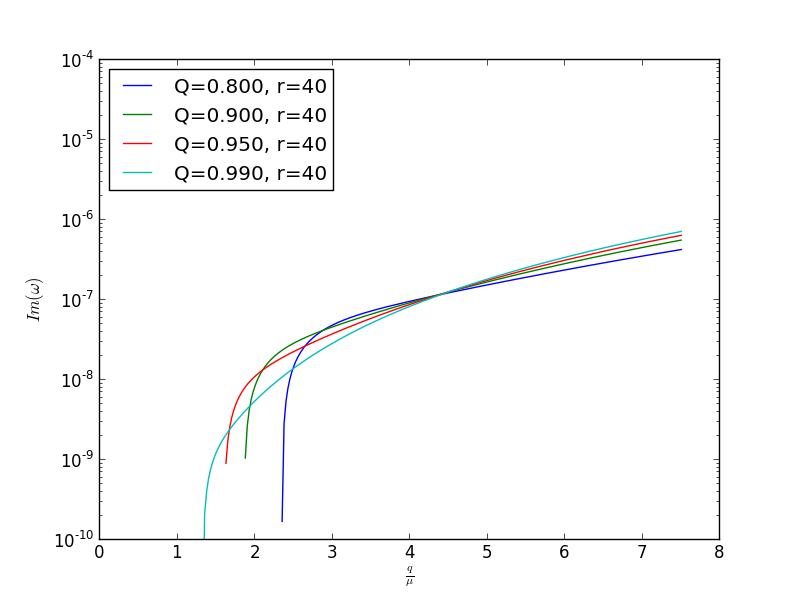 10^-4
10^-5
10^-6
10^-7
10^-8
10^-9
10^-10
Im(ω)
Q=0.800, r=40
Q=0.900, r=40
Q=0.950, r=40
Q=0.990, r=40
0 1 2 3 4 5 6 7 8
q
μ